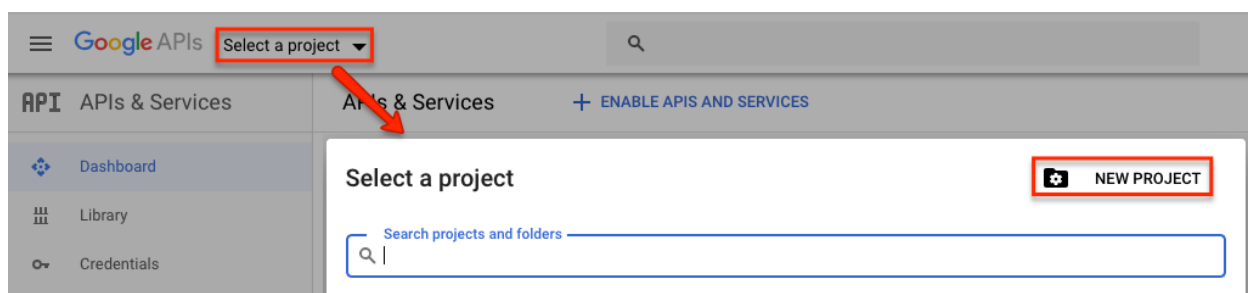 Google APIs Select a project
API APIs & Services APIs & Services ENABLE APIS AND SERVICES
Dashboard
Select a project NEW PROJECT
Library
Search projects and folders
Credentials